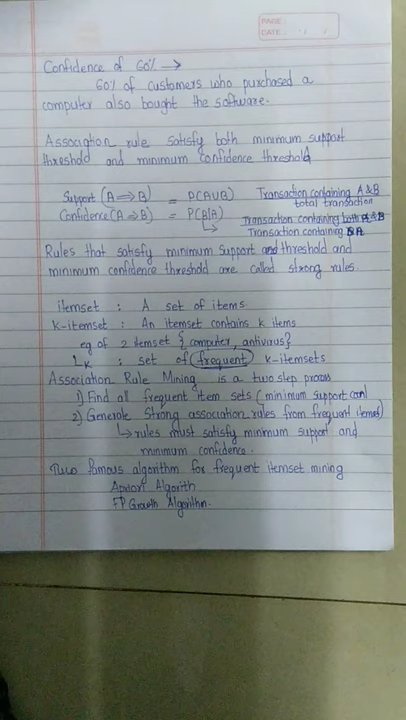 PAGE
DATE
Confidence of 60% →
60% of customers who purchased a
computer also bought the software.
Association rule satisfy both minimum support
threshold and minimum confidence threshold
Support (A ⇒ B) = P(A∪B) Transaction containing A & B
total transaction
Confidence (A ⇒ B) = P(B|A) Transaction containing both A & B
Transaction containing A
Rules that satisfy minimum support and threshold and
minimum confidence threshold are called strong rules.
itemset : A set of items
K-itemset : An itemset contains K items
eg of 2 itemset {computer, antivirus}
LK : set of frequent K-itemsets
Association Rule Mining is a two step process
1) Find all frequent item sets (minimum support
2) Generate Strong association rules from frequent itemset)
↳ rules must satisfy minimum support and
minimum confidence.
Two famous algorithm for frequent itemset mining
Apriori Algorith
FP Growth Algorithm.